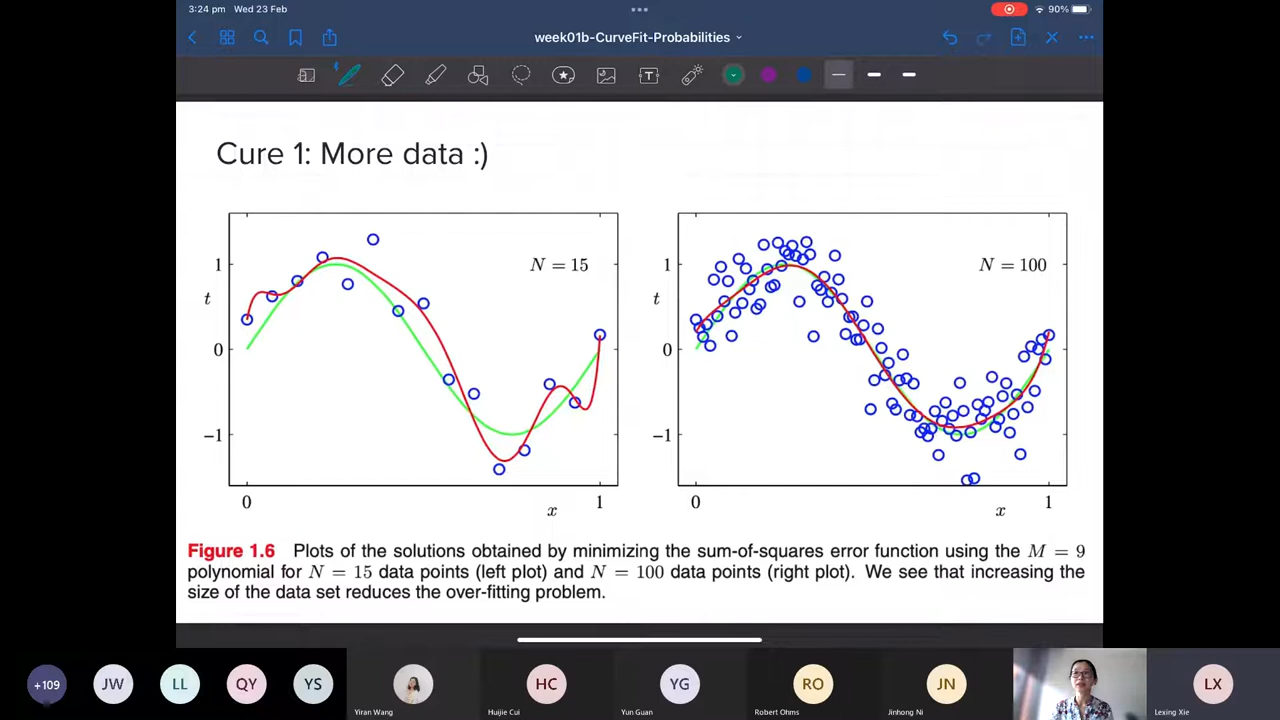 3:24 pm Wed 23 Feb
90%
week01b-CurveFit-Probabilities
T
Cure 1: More data :)
N = 15
1
t
0
−1
0
x
1
N = 100
1
t
0
−1
0
x
1
Figure 1.6 Plots of the solutions obtained by minimizing the sum-of-squares error function using the M = 9
polynomial for N = 15 data points (left plot) and N = 100 data points (right plot). We see that increasing the
size of the data set reduces the over-fitting problem.
+109
JW
LL
QY
YS
HC
YG
RO
JN
LX
Yiran Wang
Huijie Cui
Yun Guan
Robert Ohms
Jinhong Ni
Lexing Xie